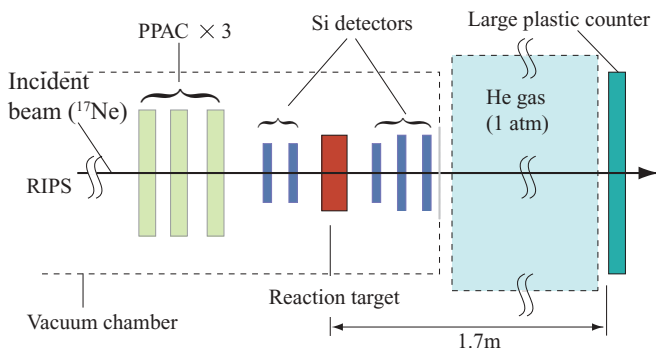 PPAC × 3
Si detectors
Large plastic counter
Incident
beam (¹⁷Ne)
He gas
(1 atm)
RIPS
Reaction target
Vacuum chamber
1.7m